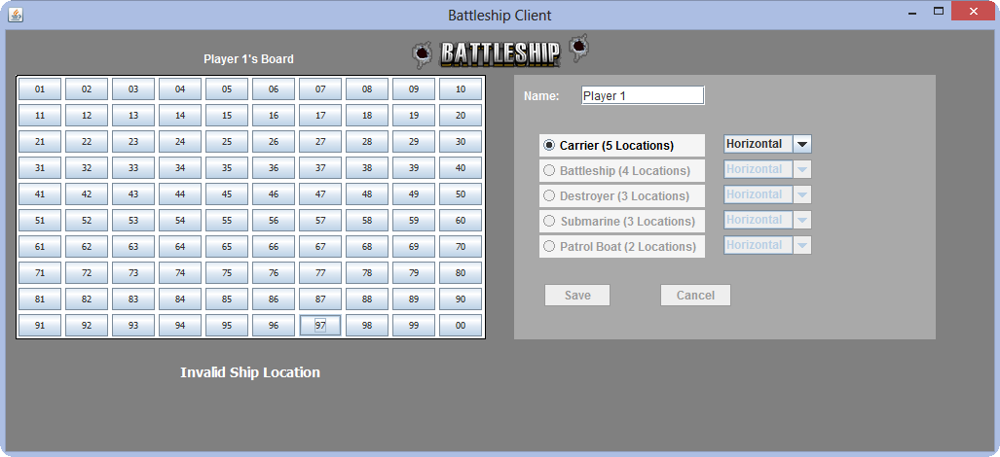 Battleship Client
Player 1's Board
BATTLESHIP
01 02 03 04 05 06 07 08 09 10
11 12 13 14 15 16 17 18 19 20
21 22 23 24 25 26 27 28 29 30
31 32 33 34 35 36 37 38 39 40
41 42 43 44 45 46 47 48 49 50
51 52 53 54 55 56 57 58 59 60
61 62 63 64 65 66 67 68 69 70
71 72 73 74 75 76 77 78 79 80
81 82 83 84 85 86 87 88 89 90
91 92 93 94 95 96 97 98 99 00
Invalid Ship Location
Name: Player 1
Carrier (5 Locations) Horizontal
Battleship (4 Locations) Horizontal
Destroyer (3 Locations) Horizontal
Submarine (3 Locations) Horizontal
Patrol Boat (2 Locations) Horizontal
Save Cancel